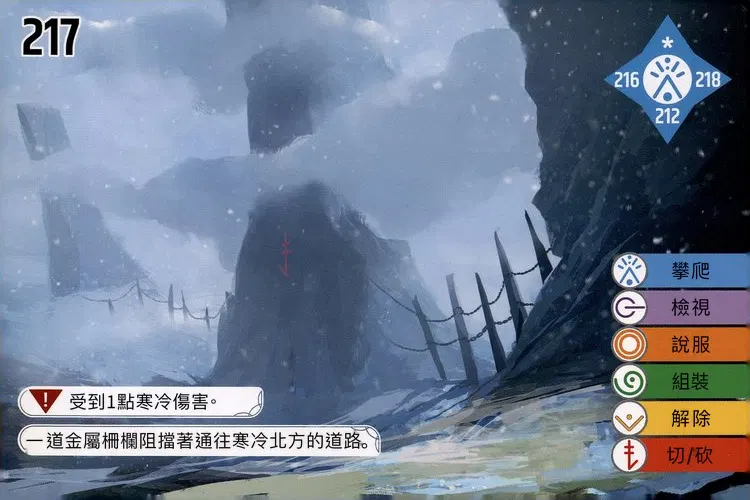 217
*
216
218
212
攀爬
檢視
說服
組裝
解除
切/砍
! 受到1點寒冷傷害。
一道金屬柵欄阻擋著通往寒冷北方的道路。